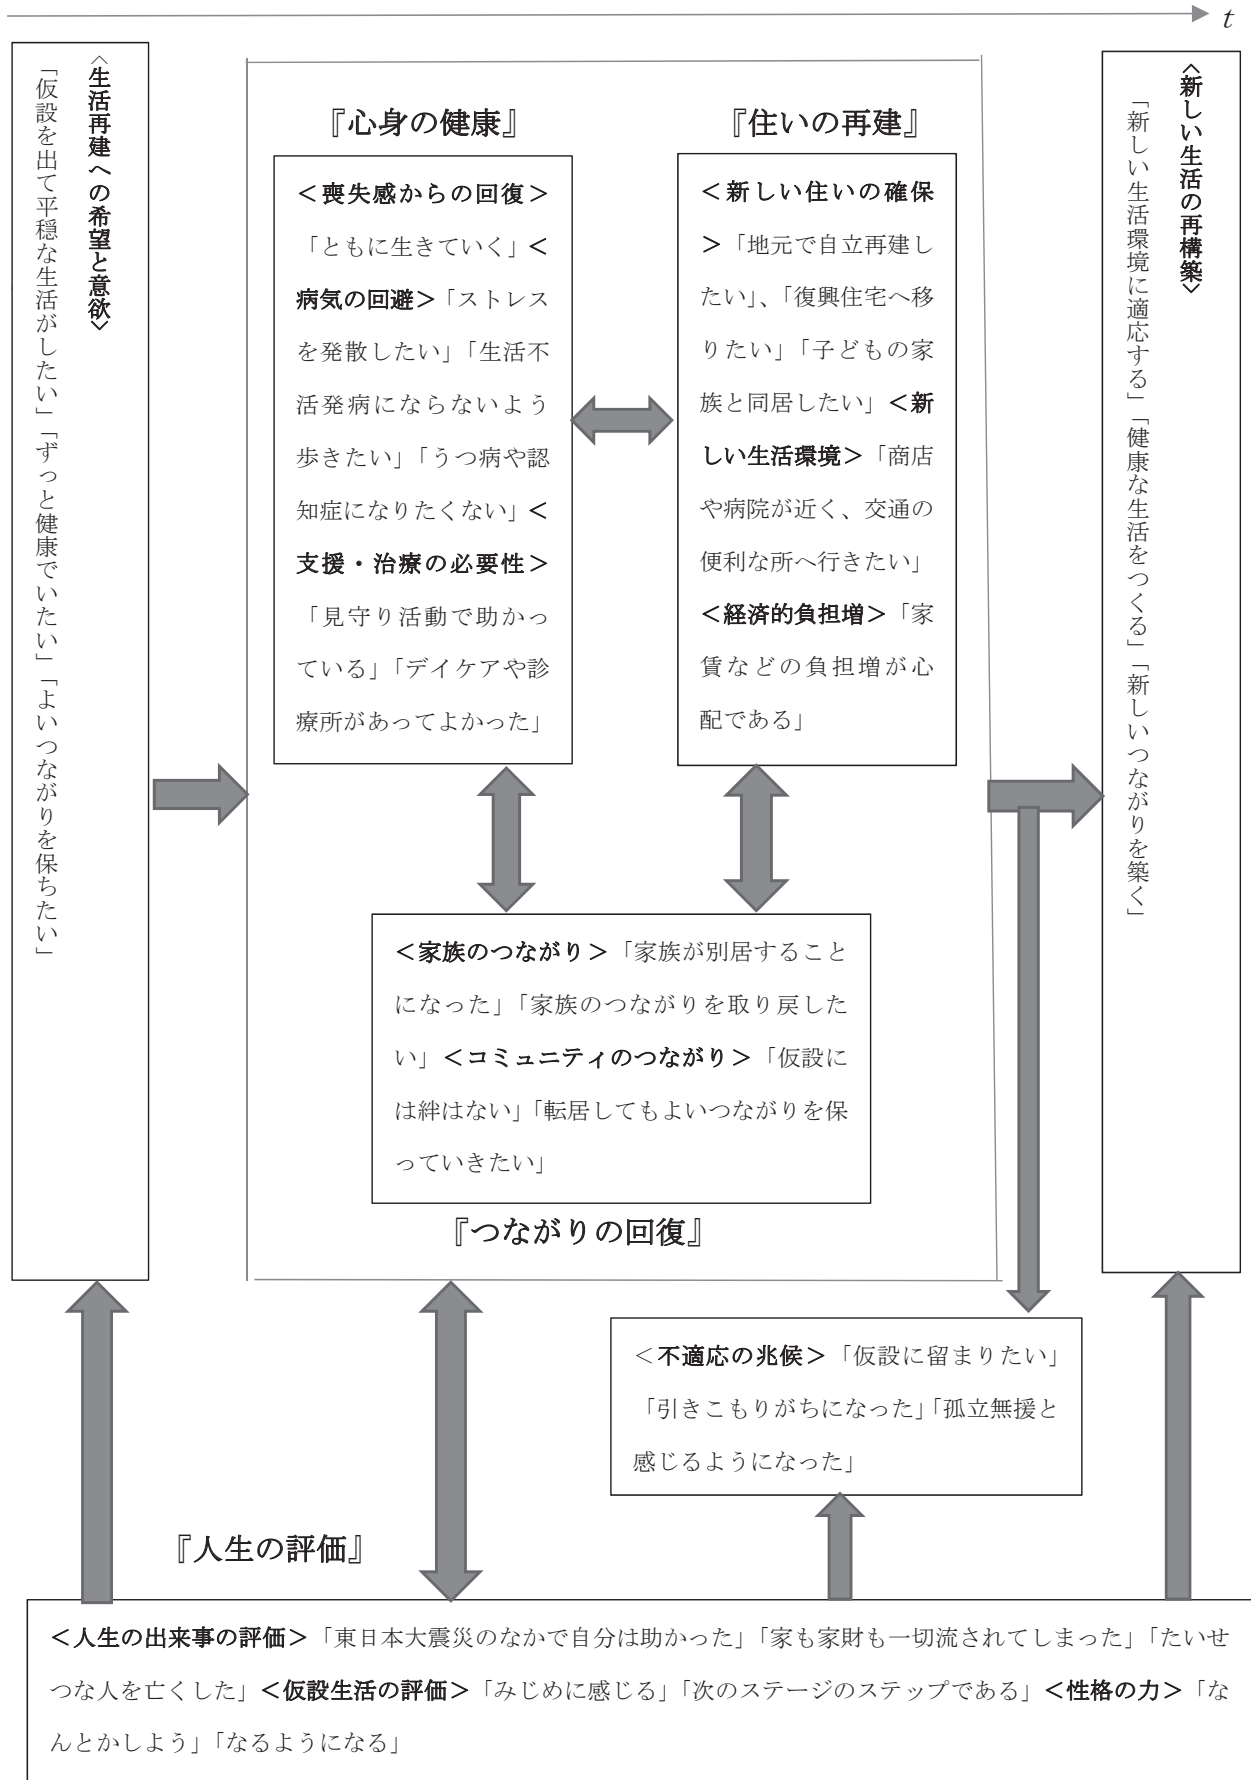 t
〈生活再建への希望と意欲〉
「仮設を出て平穏な生活がしたい」「ずっと健康でいたい」「よいつながりを保ちたい」
『心身の健康』
＜喪失感からの回復＞
「ともに生きていく」＜
病気の回避＞「ストレス
を発散したい」「生活不
活発病にならないよう
歩きたい」「うつ病や認
知症になりたくない」＜
支援・治療の必要性＞
「見守り活動で助かっ
ている」「デイケアや診
療所があってよかった」
『住いの再建』
＜新しい住いの確保
＞「地元で自立再建し
たい」、「復興住宅へ移
りたい」「子どもの家
族と同居したい」＜新
しい生活環境＞「商店
や病院が近く、交通の
便利な所へ行きたい」
＜経済的負担増＞「家
賃などの負担増が心
配である」
＜家族のつながり＞「家族が別居すること
になった」「家族のつながりを取り戻した
い」＜コミュニティのつながり＞「仮設に
は絆はない」「転居してもよいつながりを保
っていきたい」
『つながりの回復』
〈新しい生活の再構築〉
「新しい生活環境に適応する」「健康な生活をつくる」「新しいつながりを築く」
＜不適応の兆候＞「仮設に留まりたい」
「引きこもりがちになった」「孤立無援と
感じるようになった」
『人生の評価』
＜人生の出来事の評価＞「東日本大震災のなかで自分は助かった」「家も家財も一切流されてしまった」「たいせ
つな人を亡くした」＜仮設生活の評価＞「みじめに感じる」「次のステージのステップである」＜性格の力＞「な
んとかしよう」「なるようになる」